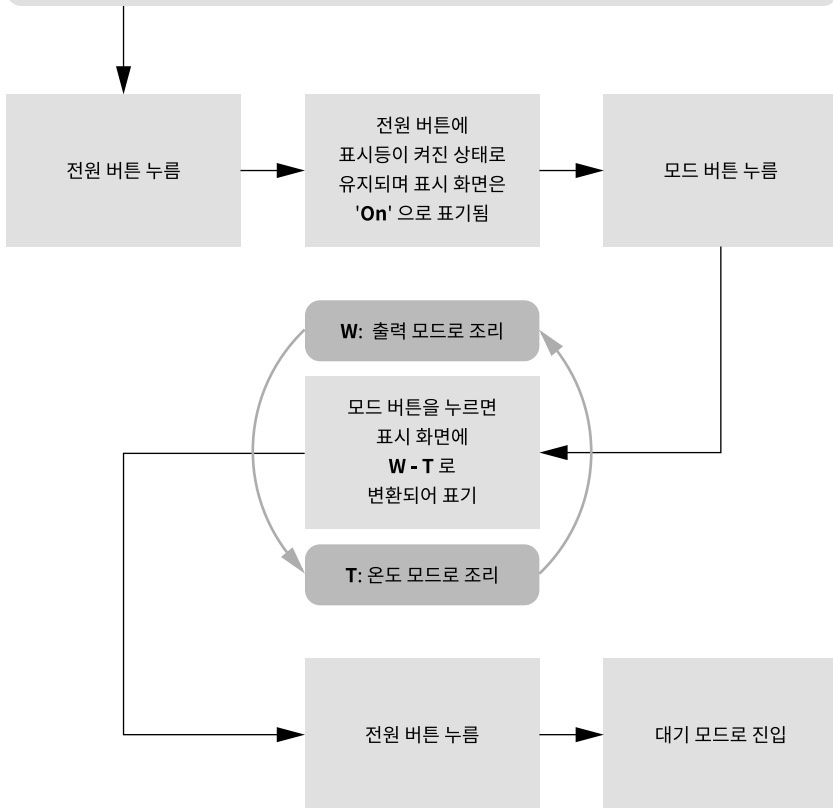 전원 버튼 누름
전원 버튼에
표시등이 켜진 상태로
유지되며 표시 화면은
'On' 으로 표기됨
모드 버튼 누름
W: 출력 모드로 조리
모드 버튼을 누르면
표시 화면에
W - T 로
변환되어 표기
T: 온도 모드로 조리
전원 버튼 누름
대기 모드로 진입